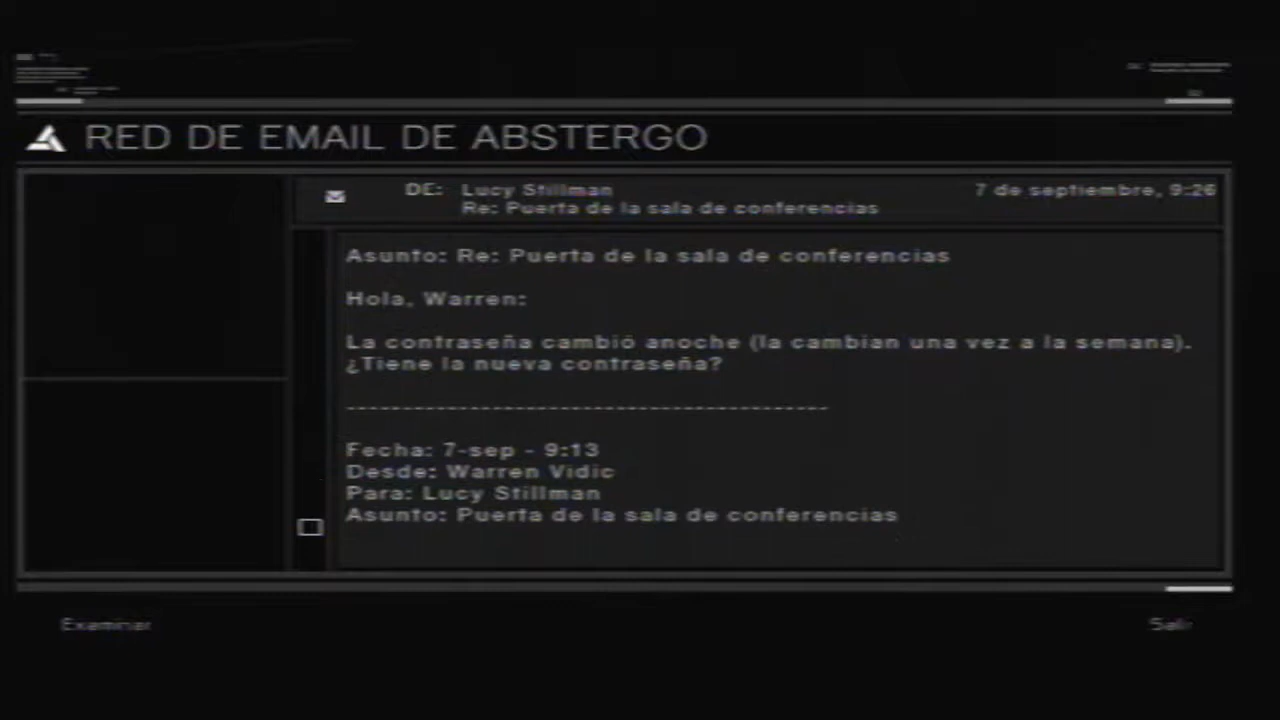 RED DE EMAIL DE ABSTERGO
DE: Lucy Stillman 7 de septiembre, 9:26
Re: Puerta de la sala de conferencias
Asunto: Re: Puerta de la sala de conferencias
Hola, Warren:
La contraseña cambió anoche (la cambian una vez a la semana).
¿Tiene la nueva contraseña?
-------------------------------------------
Fecha: 7-sep - 9:13
Desde: Warren Vidic
Para: Lucy Stillman
Asunto: Puerta de la sala de conferencias
Examinar Salir